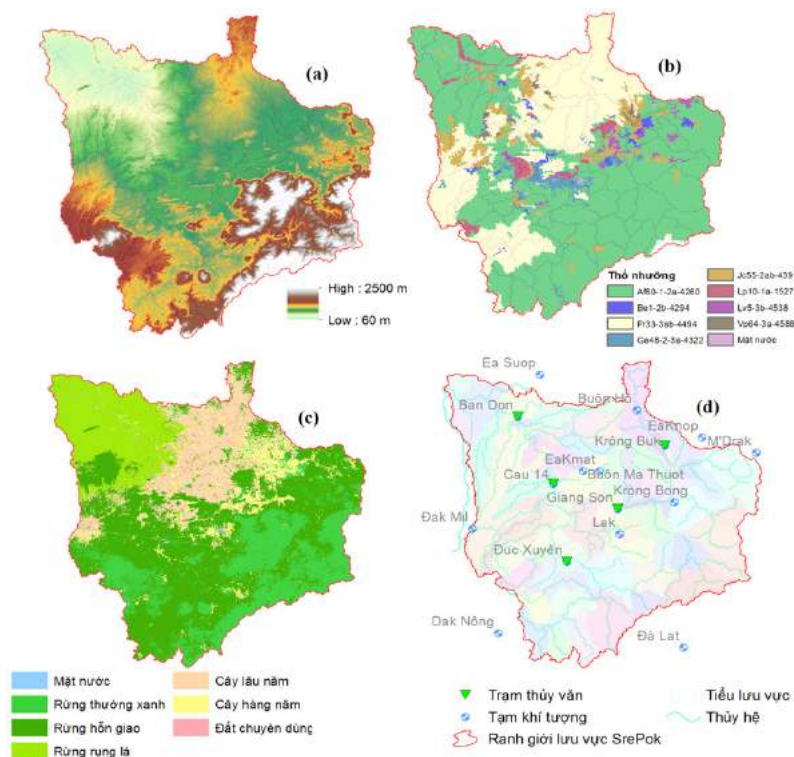 (a)
High : 2500 m
Low : 60 m
(b)
A
Thổ nhưỡng
Af60-1-2a-4260
Be1-2b-4294
Fr33-3ab-4494
Ge48-2-3a-4322
Jc55-2ab-439
Lp10-1a-1527
Lv5-3b-4538
Vp64-3a-4588
Mặt nước
(c)
Mặt nước
Rừng thường xanh
Rừng hỗn giao
Rừng rụng lá
Cây lâu năm
Cây hàng năm
Đất chuyên dùng
(d)
Ea Suop
Ban Don
Buôn Hồ
EaKnop
Krông Buk
M'Drak
EaKmat
Cau 14
Buôn Ma Thuot
Giang Son
Krông Bong
Đak Mil
Lak
Đúc Xuyên
Dak Nông
Đà Lat
Trạm thủy văn
Tạm khí tượng
Ranh giới lưu vực SrePok
Tiểu lưu vực
Thủy hệ